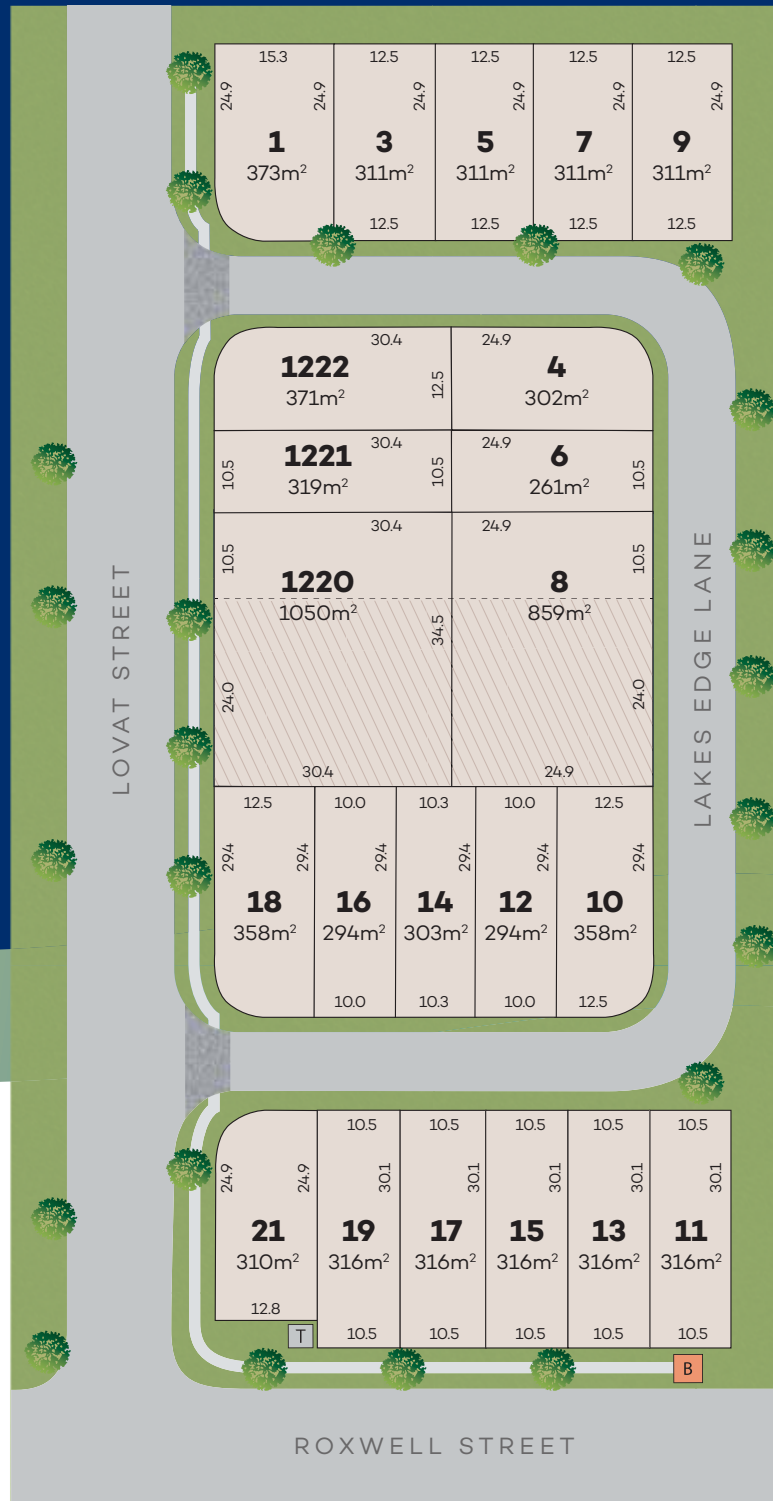 15.3 12.5 12.5 12.5 12.5
24.9 24.9 24.9 24.9 24.9 24.9
1 3 5 7 9
373m² 311m² 311m² 311m² 311m²
12.5 12.5 12.5 12.5
30.4 24.9
1222 4
371m² 12.5 302m²
30.4 24.9
1221 6
10.5 319m² 10.5 261m² 10.5
30.4 24.9
10.5 10.5
1220 8
1050m² 859m²
34.5
24.0 24.0
30.4 24.9
LOVAT STREET
LAKES EDGE LANE
12.5 10.0 10.3 10.0 12.5
29.4 29.4 29.4 29.4 29.4 29.4
18 16 14 12 10
358m² 294m² 303m² 294m² 358m²
10.0 10.3 10.0 12.5
10.5 10.5 10.5 10.5 10.5
24.9 24.9 30.1 30.1 30.1 30.1 30.1
21 19 17 15 13 11
310m² 316m² 316m² 316m² 316m² 316m²
12.8
T 10.5 10.5 10.5 10.5 10.5
B
ROXWELL STREET